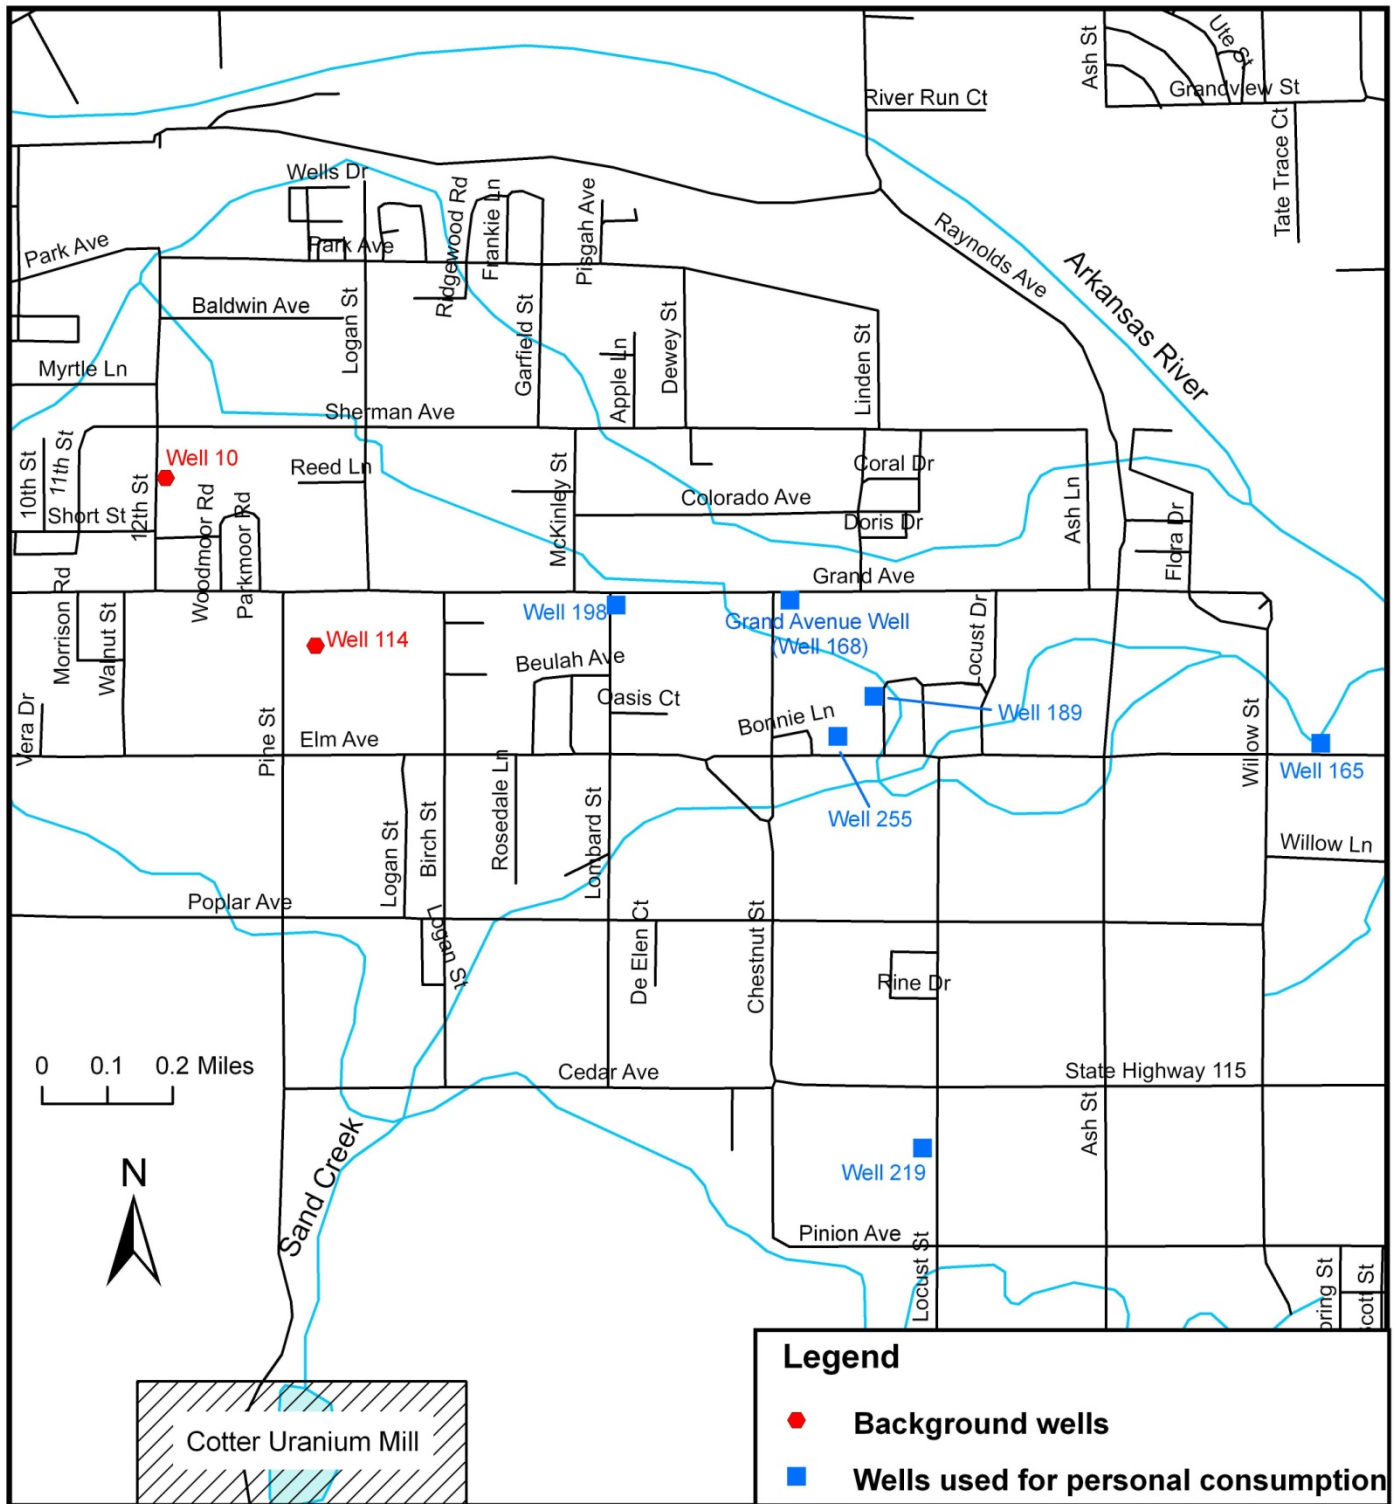 Ash St
Ute St
Grandview St
River Run Ct
Tate Trace Ct
Wells Dr
Park Ave
Park Ave
Ridgewood Rd
Frankie Ln
Pisgah Ave
Raynolds Ave
Arkansas River
Baldwin Ave
Logan St
Garfield St
Apple Ln
Dewey St
Linden St
Myrtle Ln
Sherman Ave
10th St
11th St
Well 10
Reed Ln
12th St
Short St
Woodmoor Rd
Parkmoor Rd
McKinley St
Colorado Ave
Coral Dr
Doris Dr
Ash Ln
Flora Dr
Grand Ave
Morrison Rd
Walnut St
Well 114
Well 198
Grand Avenue Well
(Well 168)
Locust Dr
Beulah Ave
Oasis Ct
Bonnie Ln
Well 189
Vera Dr
Pine St
Elm Ave
Willow St
Well 165
Well 255
Logan St
Birch St
Rosedale Ln
Lombard St
Willow Ln
Poplar Ave
Logan St
De Elen Ct
Chestnut St
Rine Dr
0 0.1 0.2 Miles
Cedar Ave
State Highway 115
Ash St
Sand Creek
N
Well 219
Pinion Ave
Locust St
pring St
cott St
Cotter Uranium Mill
Legend
Background wells
Wells used for personal consumption